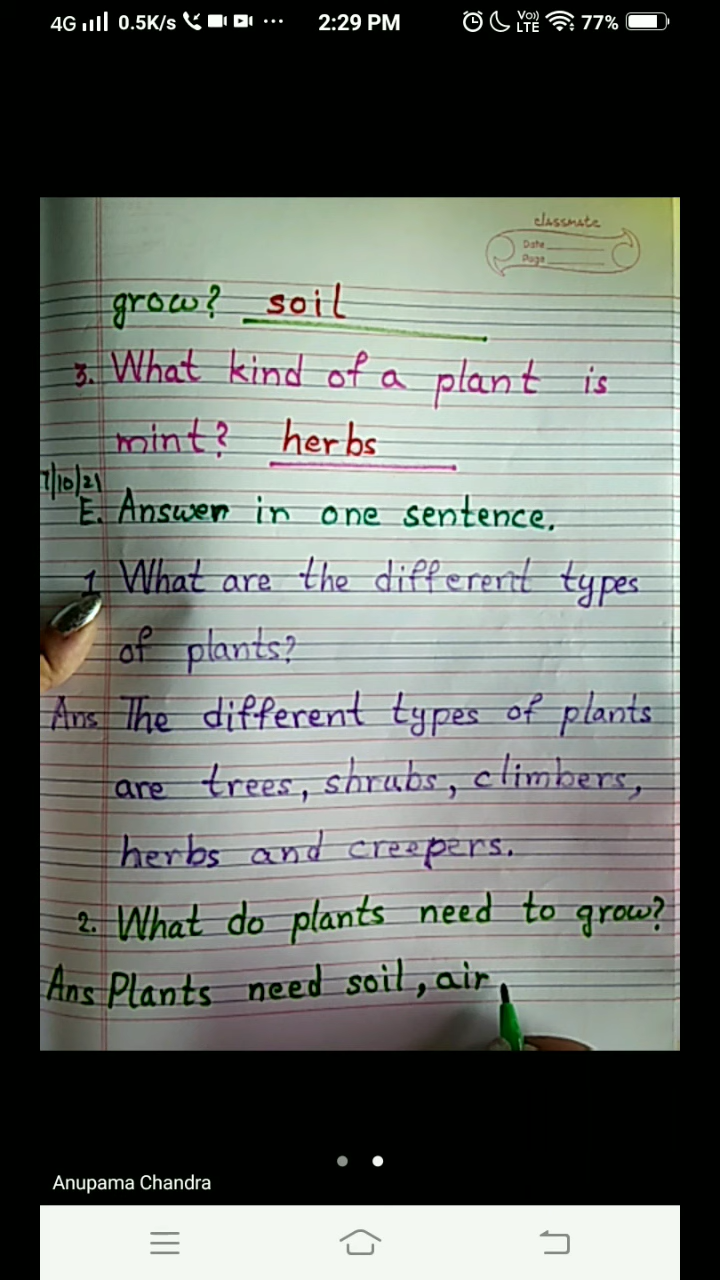 4G 0.5K/s ... 2:29 PM Vo) LTE 77%
classmate
Date
Page
grow? soil
3. What kind of a plant is
mint? herbs
7/10/21
E. Answer in one sentence.
1 What are the different types
of plants?
Ans The different types of plants
are trees, shrubs, climbers,
herbs and creepers.
2. What do plants need to grow?
Ans Plants need soil, air,
Anupama Chandra